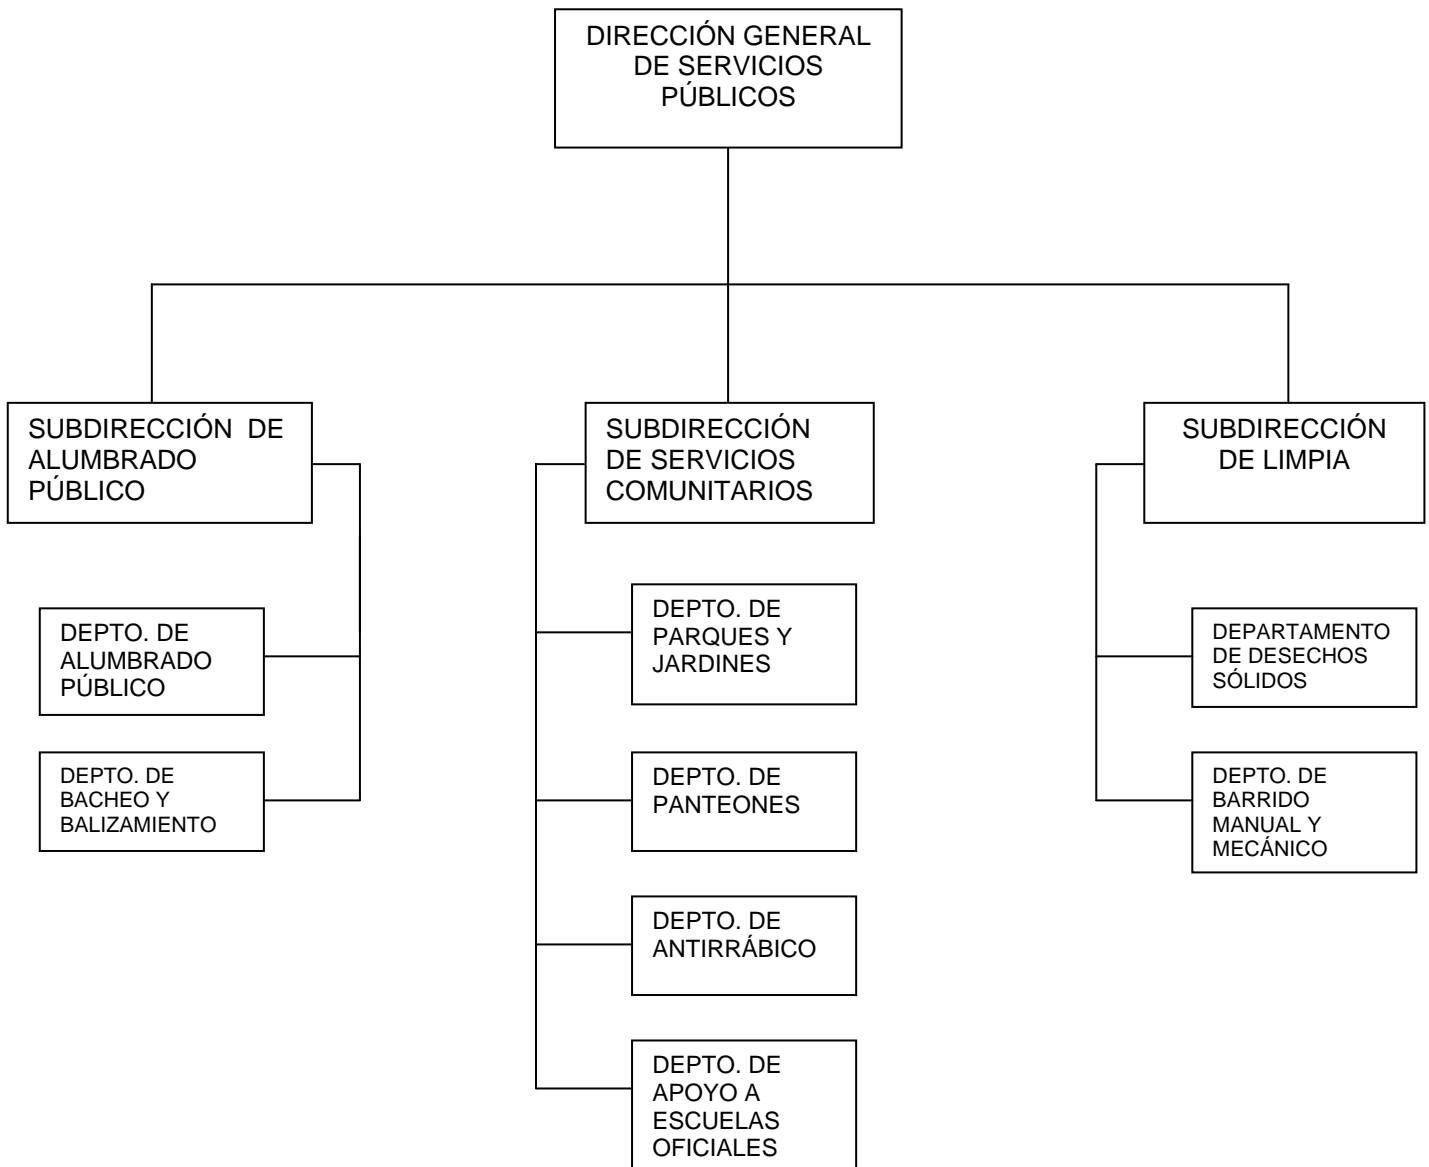 DIRECCIÓN GENERAL
DE SERVICIOS
PÚBLICOS
SUBDIRECCIÓN DE
ALUMBRADO
PÚBLICO
DEPTO. DE
ALUMBRADO
PÚBLICO
DEPTO. DE
BACHEO Y
BALIZAMIENTO
SUBDIRECCIÓN
DE SERVICIOS
COMUNITARIOS
DEPTO. DE
PARQUES Y
JARDINES
DEPTO. DE
PANTEONES
DEPTO. DE
ANTIRRÁBICO
DEPTO. DE
APOYO A
ESCUELAS
OFICIALES
SUBDIRECCIÓN
DE LIMPIA
DEPARTAMENTO
DE DESECHOS
SÓLIDOS
DEPTO. DE
BARRIDO
MANUAL Y
MECÁNICO